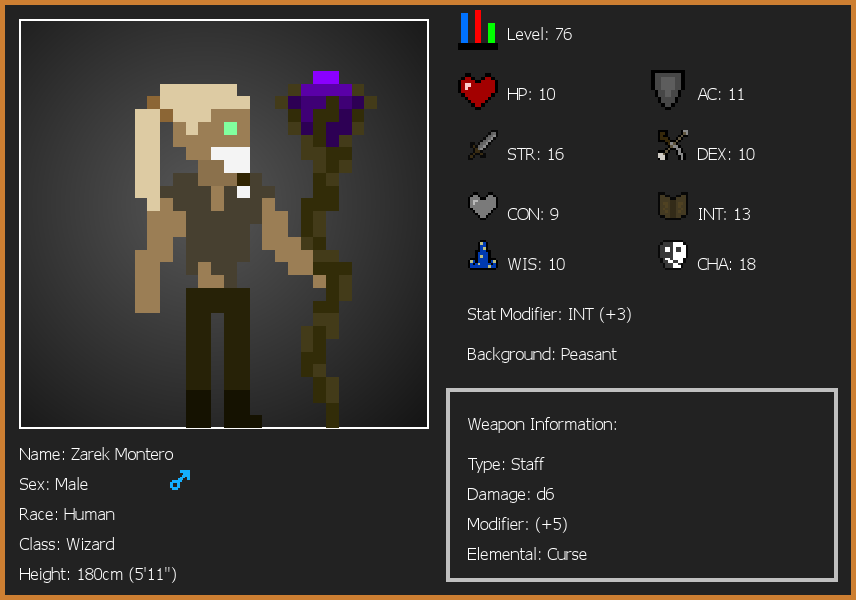 Level: 76
HP: 10
AC: 11
STR: 16
DEX: 10
CON: 9
INT: 13
WIS: 10
CHA: 18
Stat Modifier: INT (+3)
Background: Peasant
Weapon Information:
Type: Staff
Damage: d6
Modifier: (+5)
Elemental: Curse
Name: Zarek Montero
Sex: Male
Race: Human
Class: Wizard
Height: 180cm (5'11")